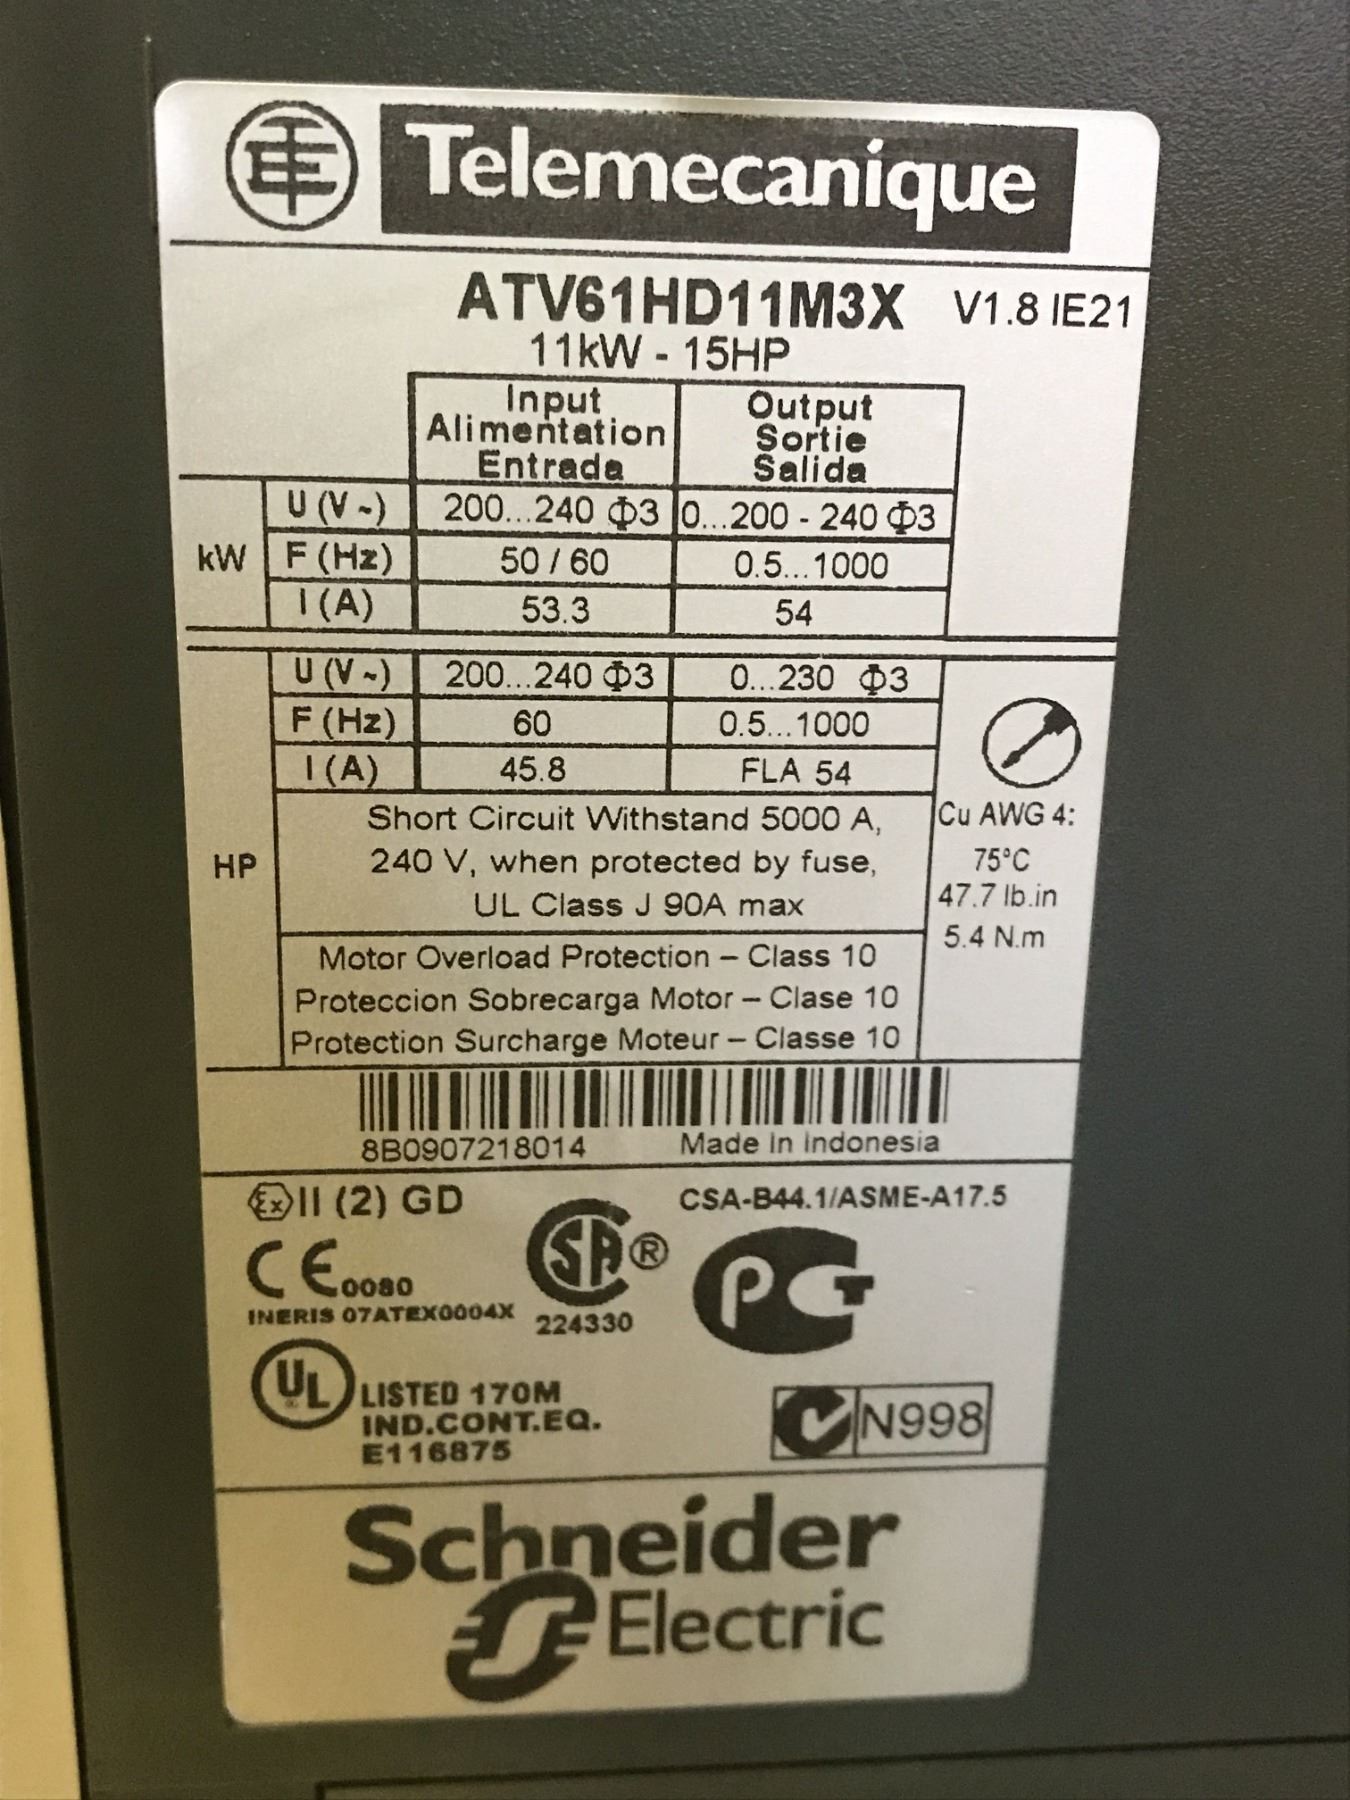 Telemecanique
ATV61HD11M3X V1.8 IE21
11kW - 15HP
Input Output
Alimentation Sortie
Entrada Salida
kW
U (V ~) 200...240 Φ3 0...200 - 240 Φ3
F (Hz) 50 / 60 0.5...1000
I (A) 53.3 54
HP
U (V ~) 200...240 Φ3 0...230 Φ3
F (Hz) 60 0.5...1000
I (A) 45.8 FLA 54
Short Circuit Withstand 5000 A,
240 V, when protected by fuse,
UL Class J 90A max
Motor Overload Protection – Class 10
Proteccion Sobrecarga Motor – Clase 10
Protection Surcharge Moteur – Classe 10
Cu AWG 4:
75°C
47.7 lb.in
5.4 N.m
8B0907218014 Made In Indonesia
Ex II (2) GD
CE 0080
INERIS 07ATEX0004X
SA ®
224330
CSA-B44.1/ASME-A17.5
PCT
UL LISTED 170M
IND.CONT.EQ.
E116875
N998
Schneider
Electric